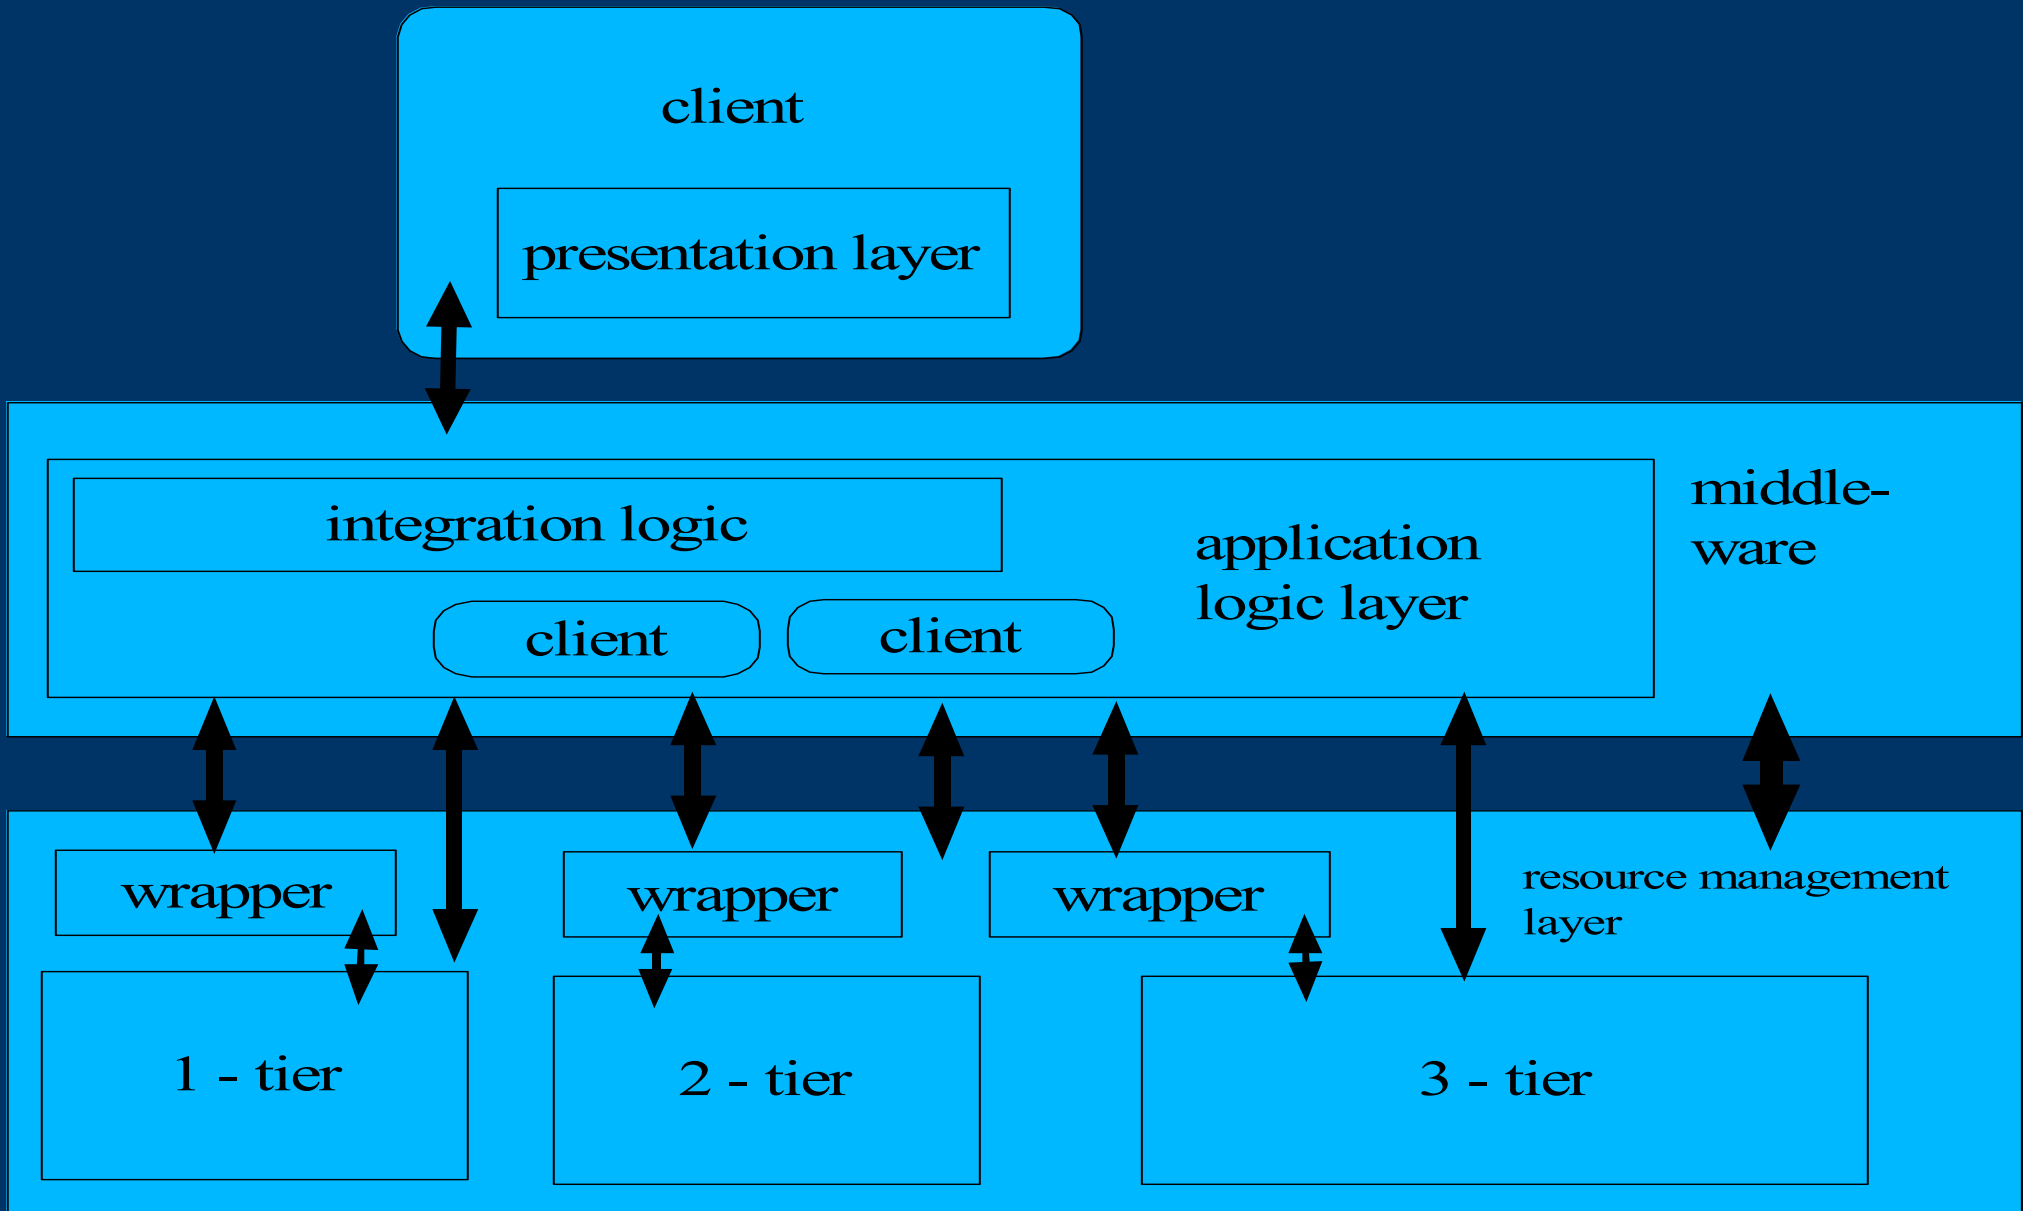 client
presentation layer
integration logic
client
client
application
logic layer
middle-
ware
wrapper
wrapper
wrapper
resource management
layer
1 - tier
2 - tier
3 - tier